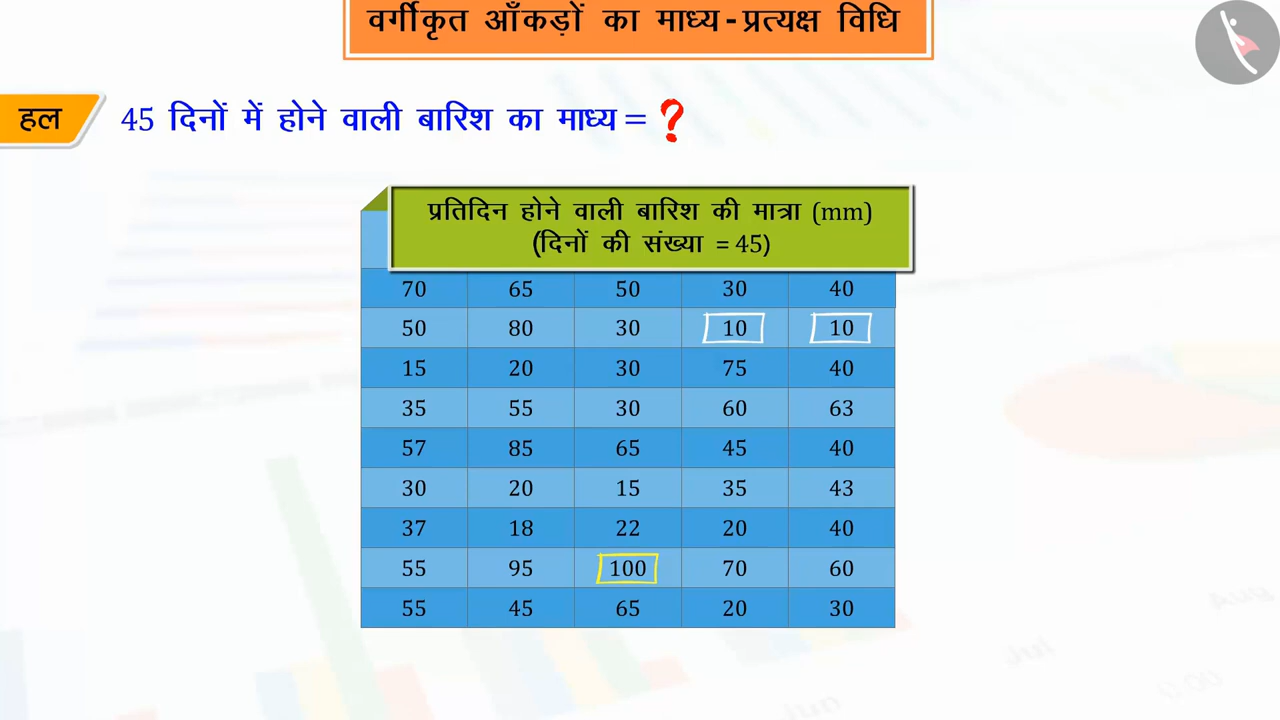 वर्गीकृत आँकड़ों का माध्य - प्रत्यक्ष विधि
हल
45 दिनों में होने वाली बारिश का माध्य = ?
प्रतिदिन होने वाली बारिश की मात्रा (mm)
(दिनों की संख्या = 45)
70 65 50 30 40
50 80 30 10 10
15 20 30 75 40
35 55 30 60 63
57 85 65 45 40
30 20 15 35 43
37 18 22 20 40
55 95 100 70 60
55 45 65 20 30